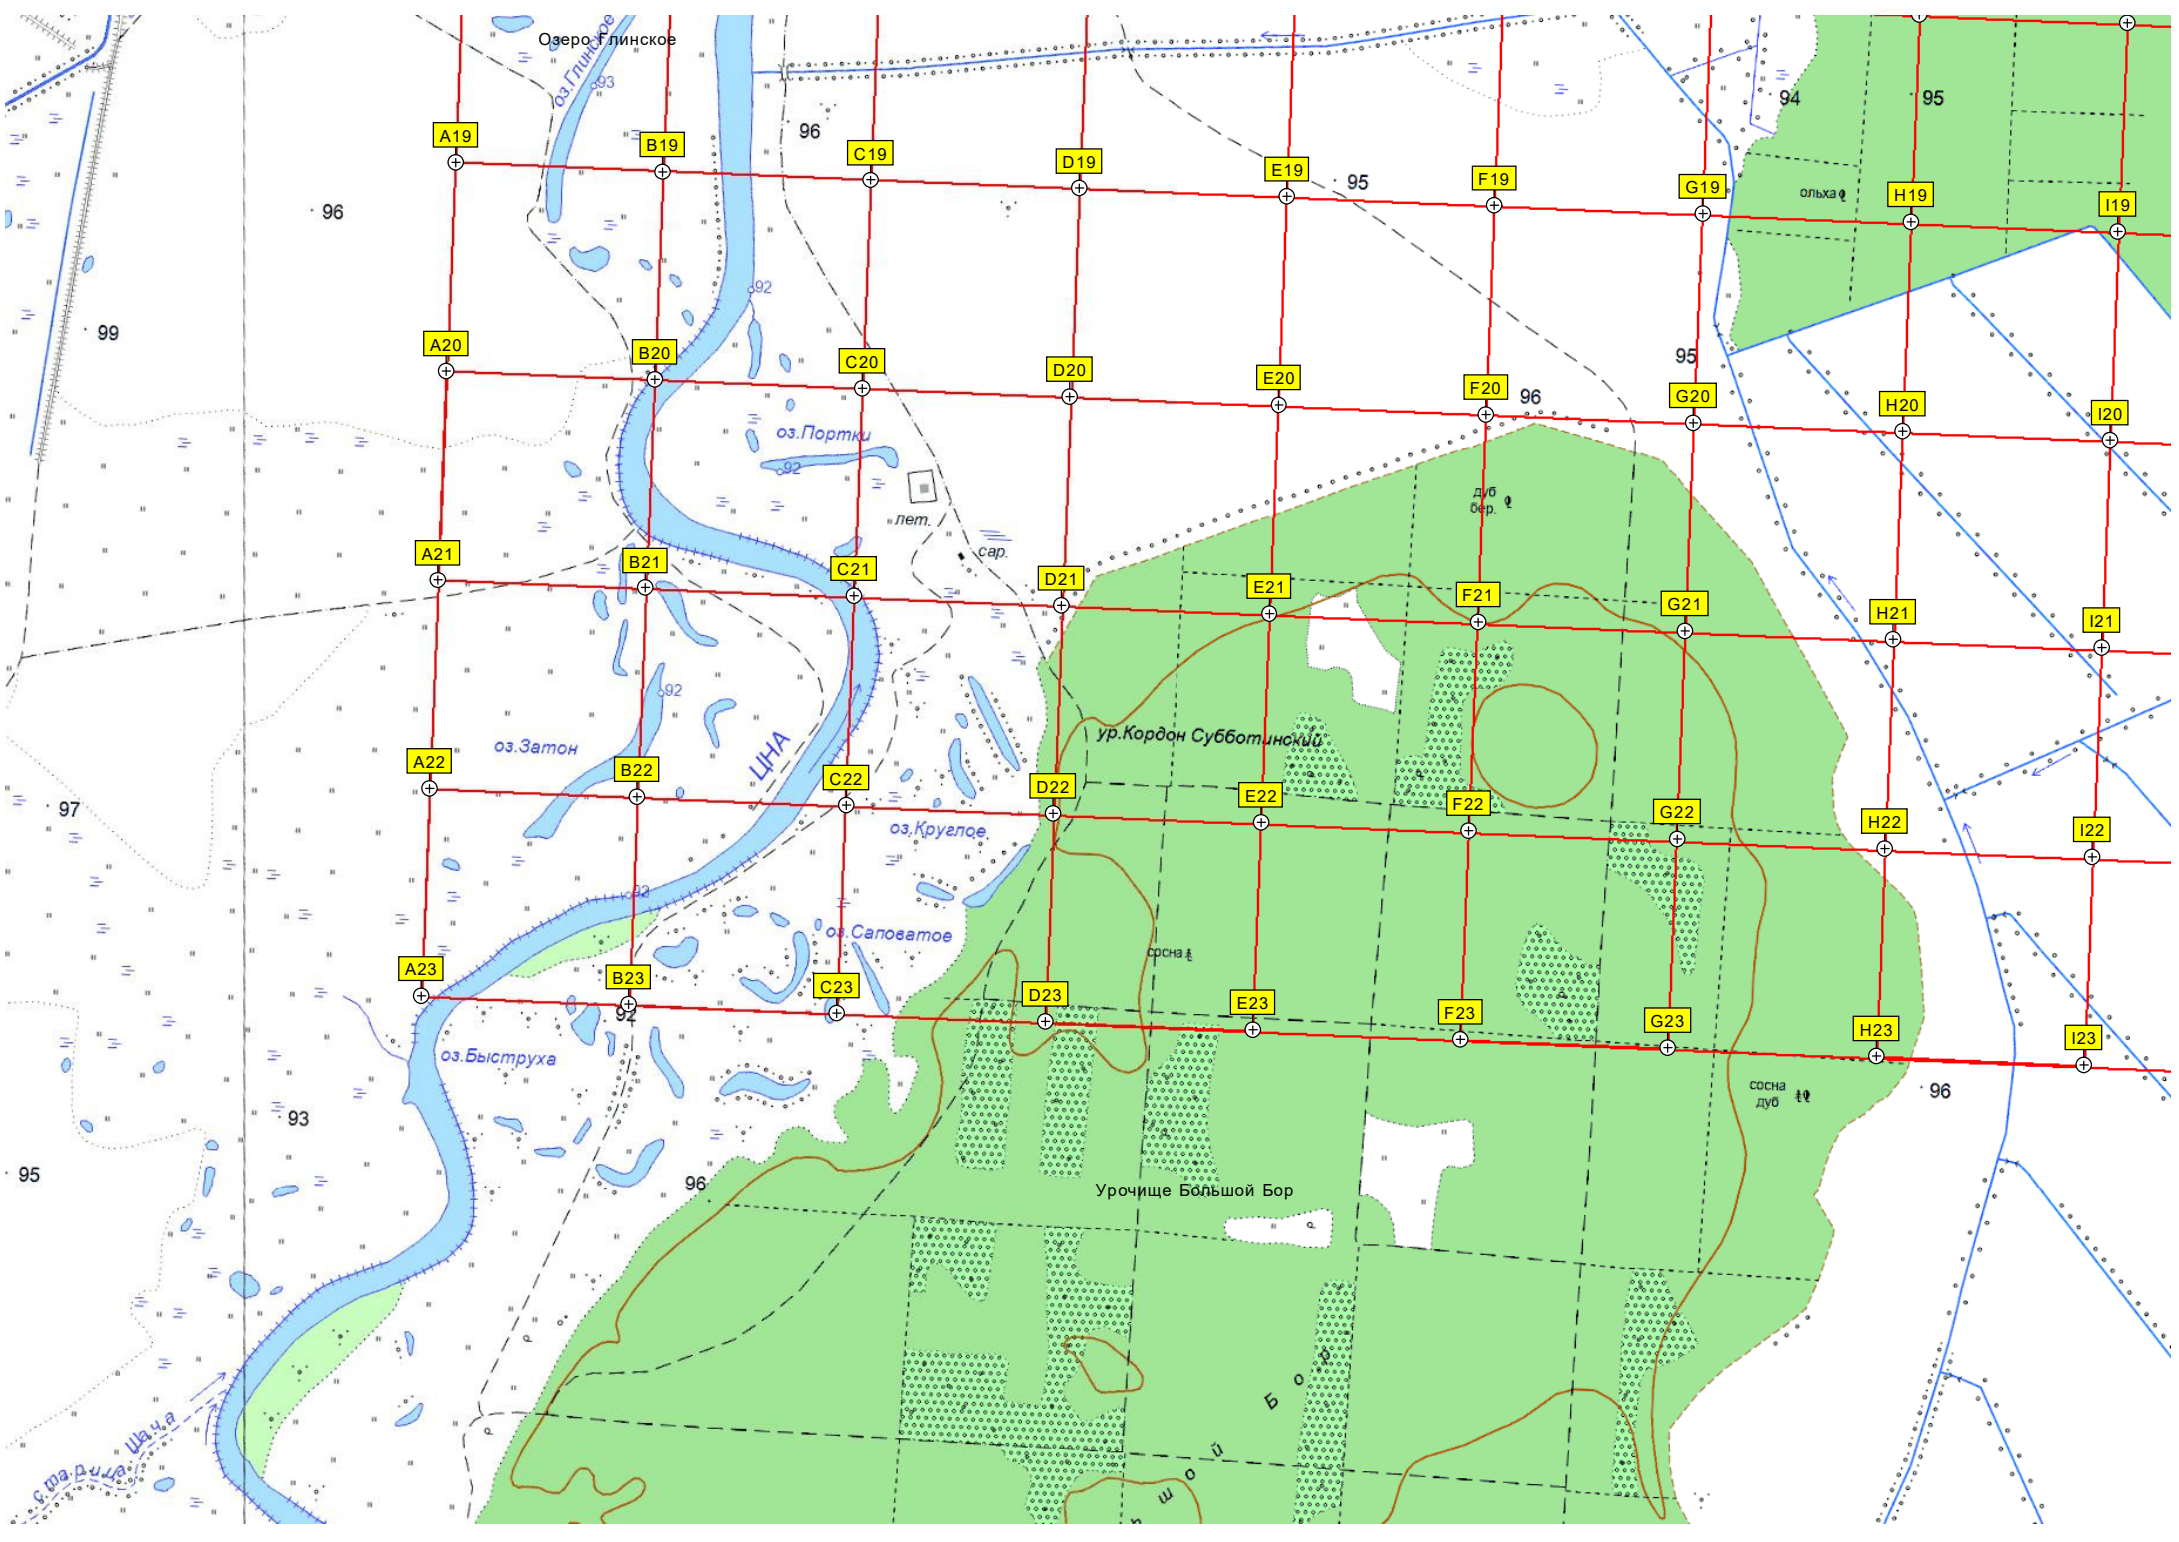 Озеро Глинское
оз.Глинское
93
94
95
96
A19
B19
C19
D19
E19
95
F19
G19
ольха
H19
I19
96
92
99
A20
B20
C20
D20
E20
F20
96
95
G20
H20
I20
оз.Портки
92
дуб
бер.
лет.
сар.
A21
B21
C21
D21
E21
F21
G21
H21
I21
92
ур.Кордон Субботинский
оз.Затон
ЦНА
A22
B22
C22
D22
E22
F22
G22
H22
I22
97
оз.Круглое
92
оз.Саповатое
сосна
A23
B23
C23
D23
E23
F23
G23
H23
I23
92
оз.Быструха
сосна
дуб
96
93
95
96
Урочище Большой Бор
Б о р
ш о й
старица Шача